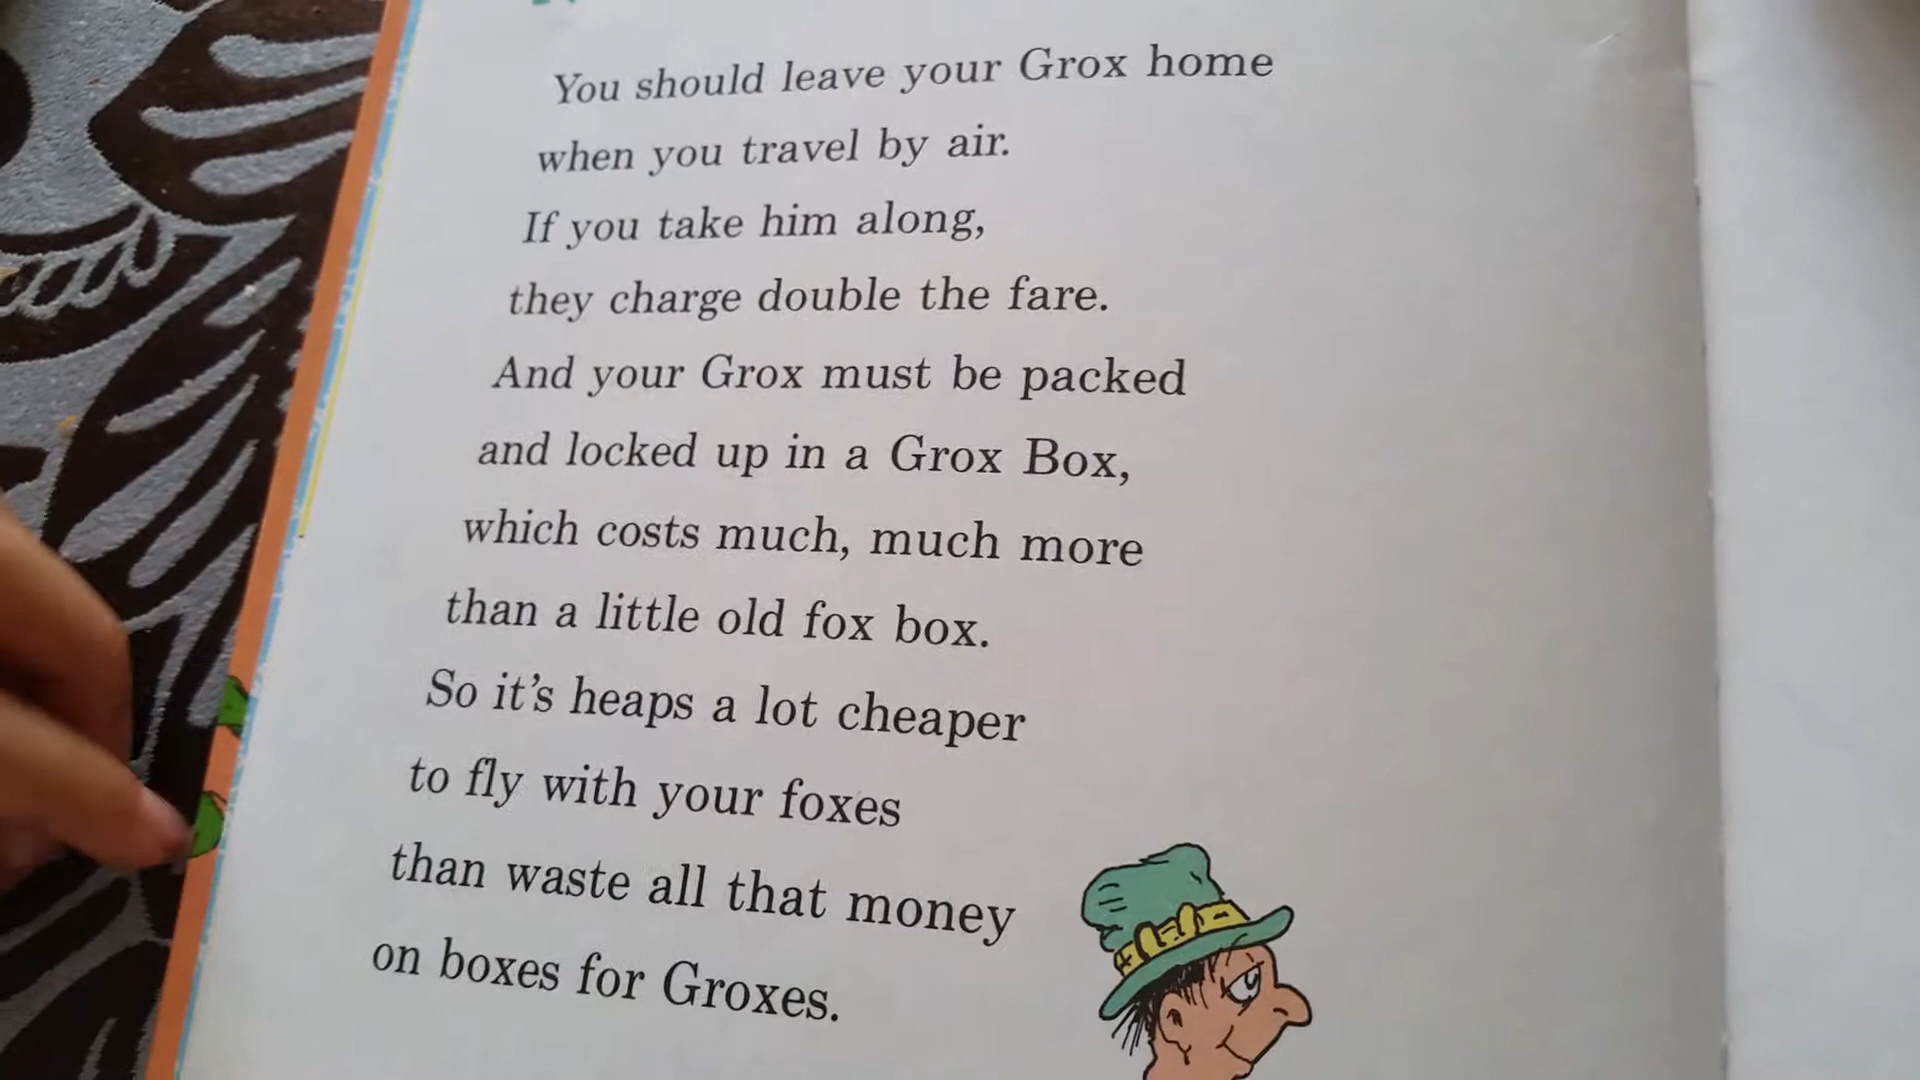 You should leave your Grox home
when you travel by air.
If you take him along,
they charge double the fare.
And your Grox must be packed
and locked up in a Grox Box,
which costs much, much more
than a little old fox box.
So it's heaps a lot cheaper
to fly with your foxes
than waste all that money
on boxes for Groxes.